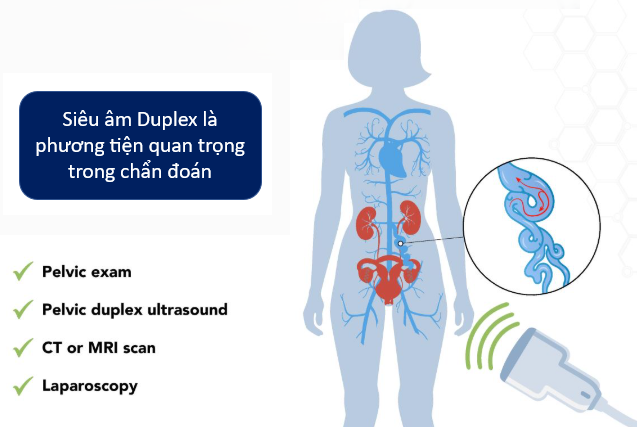 Siêu âm Duplex là
phương tiện quan trọng
trong chẩn đoán
Pelvic exam
Pelvic duplex ultrasound
CT or MRI scan
Laparoscopy